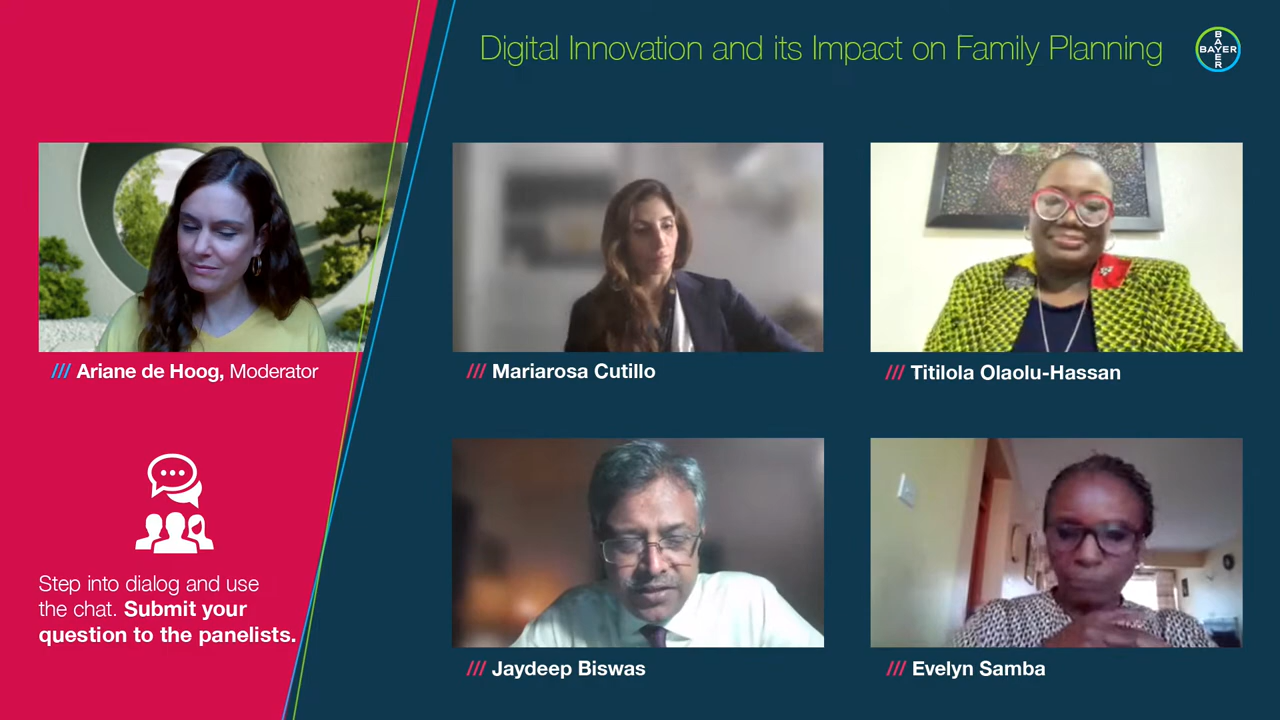 Digital Innovation and its Impact on Family Planning
BAYER
BAYER
/// Ariane de Hoog, Moderator
/// Mariarosa Cutillo
/// Titilola Olaolu-Hassan
Step into dialog and use
the chat. Submit your
question to the panelists.
/// Jaydeep Biswas
/// Evelyn Samba